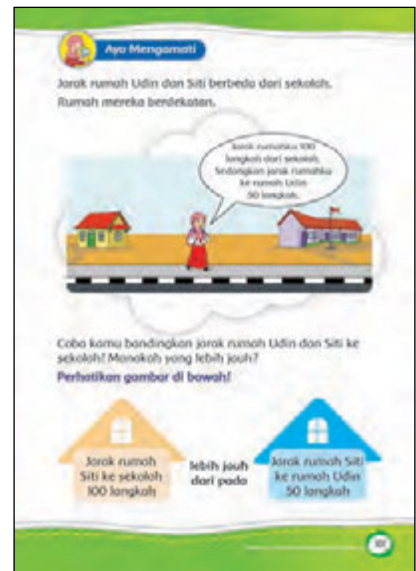 Ayo Mengamati
Jarak rumah Udin dan Siti berbeda dari sekolah.
Rumah mereka berdekatan.
Jarak rumahku 100
langkah dari sekolah.
Sedangkan jarak rumahku
ke rumah Udin
50 langkah.
Coba kamu bandingkan jarak rumah Udin dan Siti ke
sekolah! Manakah yang lebih jauh?
Perhatikan gambar di bawah!
Jarak rumah
Siti ke sekolah
100 langkah
lebih jauh
dari pada
Jarak rumah Siti
ke rumah Udin
50 langkah